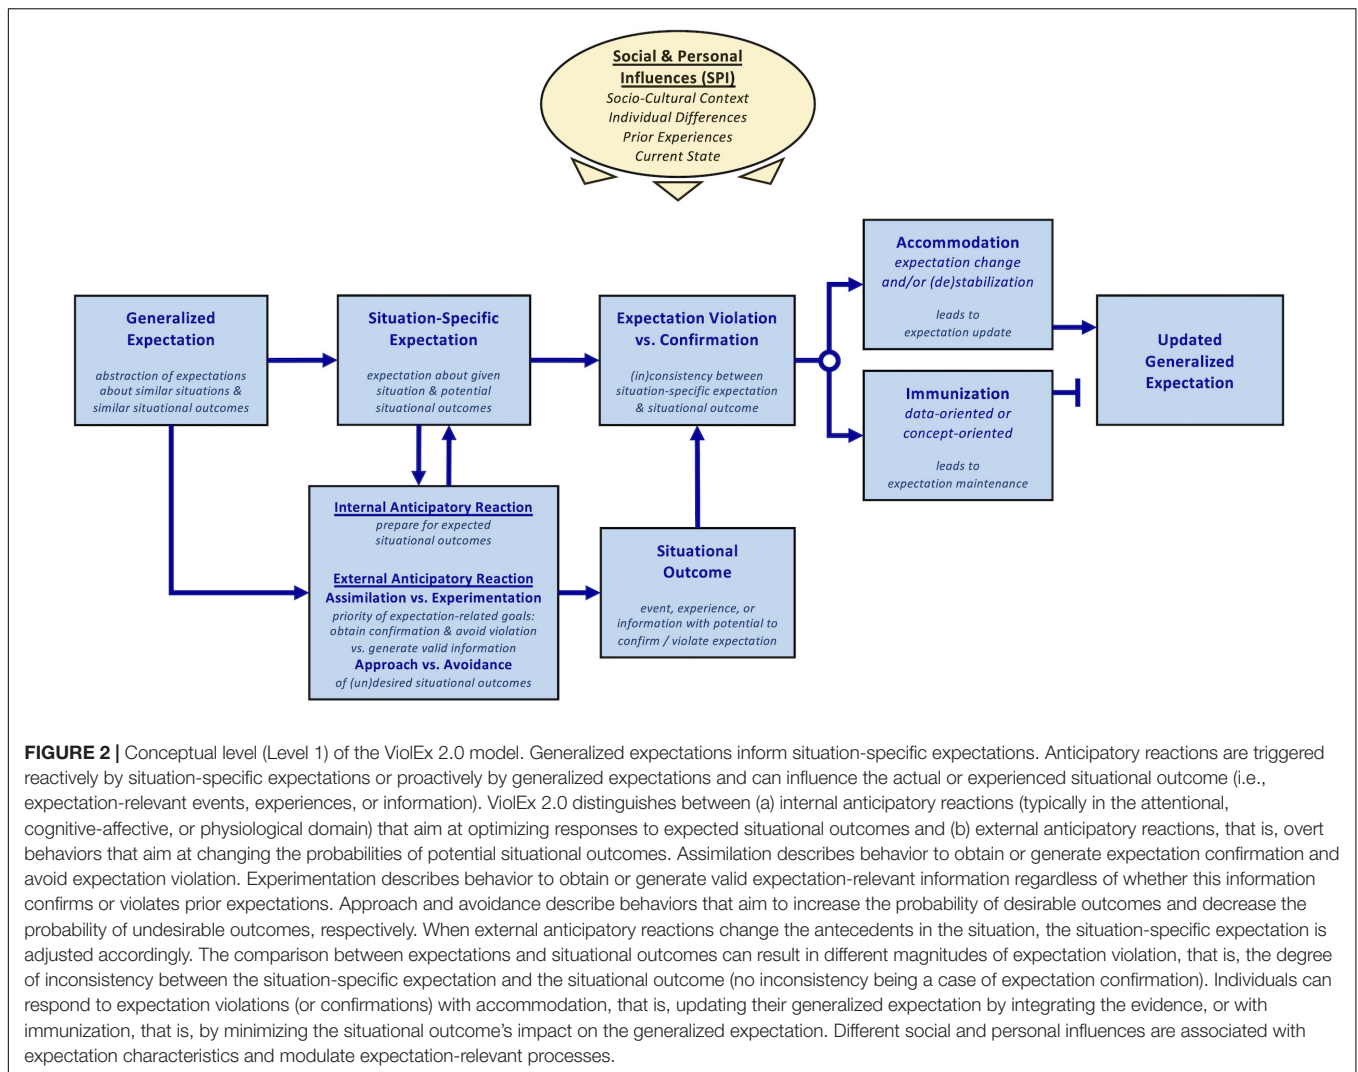 Social & Personal
Influences (SPI)
Socio-Cultural Context
Individual Differences
Prior Experiences
Current State
Generalized
Expectation
abstraction of expectations
about similar situations &
similar situational outcomes
Situation-Specific
Expectation
expectation about given
situation & potential
situational outcomes
Expectation Violation
vs. Confirmation
(in)consistency between
situation-specific expectation
& situational outcome
Accommodation
expectation change
and/or (de)stabilization
leads to
expectation update
Immunization
data-oriented or
concept-oriented
leads to
expectation maintenance
Updated
Generalized
Expectation
Internal Anticipatory Reaction
prepare for expected
situational outcomes
External Anticipatory Reaction
Assimilation vs. Experimentation
priority of expectation-related goals:
obtain confirmation & avoid violation
vs. generate valid information
Approach vs. Avoidance
of (un)desired situational outcomes
Situational
Outcome
event, experience, or
information with potential to
confirm / violate expectation
FIGURE 2 | Conceptual level (Level 1) of the ViolEx 2.0 model. Generalized expectations inform situation-specific expectations. Anticipatory reactions are triggered
reactively by situation-specific expectations or proactively by generalized expectations and can influence the actual or experienced situational outcome (i.e.,
expectation-relevant events, experiences, or information). ViolEx 2.0 distinguishes between (a) internal anticipatory reactions (typically in the attentional,
cognitive-affective, or physiological domain) that aim at optimizing responses to expected situational outcomes and (b) external anticipatory reactions, that is, overt
behaviors that aim at changing the probabilities of potential situational outcomes. Assimilation describes behavior to obtain or generate expectation confirmation and
avoid expectation violation. Experimentation describes behavior to obtain or generate valid expectation-relevant information regardless of whether this information
confirms or violates prior expectations. Approach and avoidance describe behaviors that aim to increase the probability of desirable outcomes and decrease the
probability of undesirable outcomes, respectively. When external anticipatory reactions change the antecedents in the situation, the situation-specific expectation is
adjusted accordingly. The comparison between expectations and situational outcomes can result in different magnitudes of expectation violation, that is, the degree
of inconsistency between the situation-specific expectation and the situational outcome (no inconsistency being a case of expectation confirmation). Individuals can
respond to expectation violations (or confirmations) with accommodation, that is, updating their generalized expectation by integrating the evidence, or with
immunization, that is, by minimizing the situational outcome's impact on the generalized expectation. Different social and personal influences are associated with
expectation characteristics and modulate expectation-relevant processes.